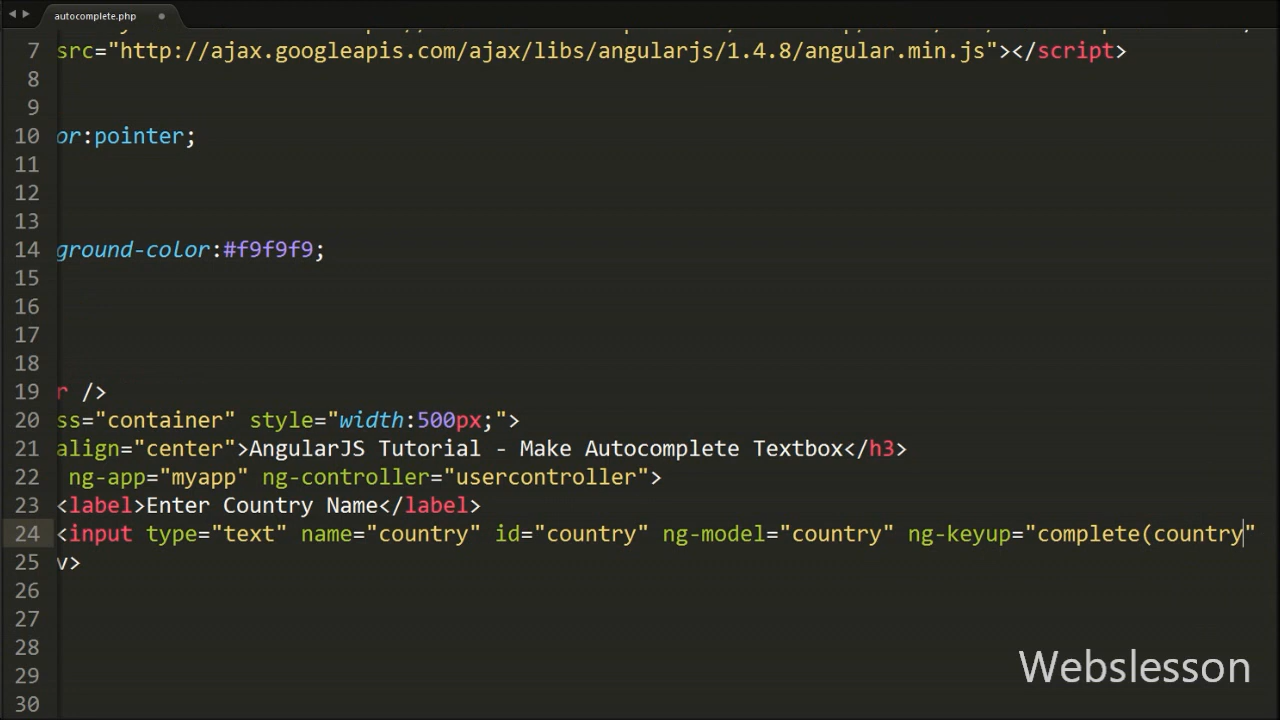 autocomplete.php
7 src="http://ajax.googleapis.com/ajax/libs/angularjs/1.4.8/angular.min.js"></script>
8
9
10 or:pointer;
11
12
13
14 ground-color:#f9f9f9;
15
16
17
18
19 r />
20 ss="container" style="width:500px;">
21 align="center">AngularJS Tutorial - Make Autocomplete Textbox</h3>
22 ng-app="myapp" ng-controller="usercontroller">
23 <label>Enter Country Name</label>
24 <input type="text" name="country" id="country" ng-model="country" ng-keyup="complete(country"
25 v>
26
27
28
29
30
Webslesson